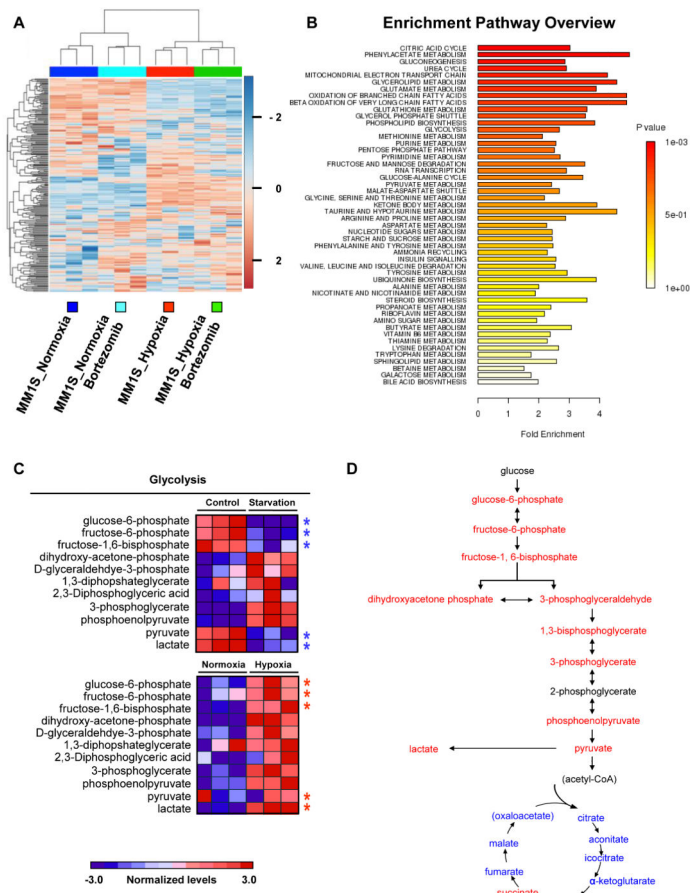 A
- 2
0
2
MM1S_Normoxia
MM1S_Normoxia
Bortezomib
MM1S_Hypoxia
MM1S_Hypoxia
Bortezomib
B
Enrichment Pathway Overview
CITRIC ACID CYCLE
PHENYLACETATE METABOLISM
GLUCONEOGENESIS
UREA CYCLE
MITOCHONDRIAL ELECTRON TRANSPORT CHAIN
GLYCEROLIPID METABOLISM
GLUTAMATE METABOLISM
OXIDATION OF BRANCHED CHAIN FATTY ACIDS
BETA OXIDATION OF VERY LONG CHAIN FATTY ACIDS
GLUTATHIONE METABOLISM
GLYCEROL PHOSPHATE SHUTTLE
PHOSPHOLIPID BIOSYNTHESIS
GLYCOLYSIS
METHIONINE METABOLISM
PURINE METABOLISM
PENTOSE PHOSPHATE PATHWAY
PYRIMIDINE METABOLISM
FRUCTOSE AND MANNOSE DEGRADATION
RNA TRANSCRIPTION
GLUCOSE-ALANINE CYCLE
PYRUVATE METABOLISM
MALATE-ASPARTATE SHUTTLE
GLYCINE, SERINE AND THREONINE METABOLISM
KETONE BODY METABOLISM
TAURINE AND HYPOTAURINE METABOLISM
ARGININE AND PROLINE METABOLISM
ASPARTATE METABOLISM
NUCLEOTIDE SUGARS METABOLISM
STARCH AND SUCROSE METABOLISM
PHENYLALANINE AND TYROSINE METABOLISM
AMMONIA RECYCLING
INSULIN SIGNALLING
VALINE, LEUCINE AND ISOLEUCINE DEGRADATION
TYROSINE METABOLISM
UBIQUINONE BIOSYNTHESIS
ALANINE METABOLISM
NICOTINATE AND NICOTINAMIDE METABOLISM
STEROID BIOSYNTHESIS
PROPANOATE METABOLISM
RIBOFLAVIN METABOLISM
AMINO SUGAR METABOLISM
BUTYRATE METABOLISM
VITAMIN B6 METABOLISM
THIAMINE METABOLISM
LYSINE DEGRADATION
TRYPTOPHAN METABOLISM
SPHINGOLIPID METABOLISM
BETAINE METABOLISM
GALACTOSE METABOLISM
BILE ACID BIOSYNTHESIS
0 1 2 3 4
Fold Enrichment
P value
1e-03
5e-01
1e+00
C
Glycolysis
Control Starvation
glucose-6-phosphate *
fructose-6-phosphate *
fructose-1,6-bisphosphate *
dihydroxy-acetone-phosphate
D-glyceraldehdye-3-phosphate
1,3-diphopshateglycerate
2,3-Diphosphoglyceric acid
3-phosphoglycerate
phosphoenolpyruvate
pyruvate *
lactate *
Normoxia Hypoxia
glucose-6-phosphate *
fructose-6-phosphate *
fructose-1,6-bisphosphate *
dihydroxy-acetone-phosphate
D-glyceraldehdye-3-phosphate
1,3-diphopshateglycerate
2,3-Diphosphoglyceric acid
3-phosphoglycerate
phosphoenolpyruvate
pyruvate *
lactate *
-3.0 Normalized levels 3.0
D
glucose
glucose-6-phosphate
fructose-6-phosphate
fructose-1, 6-bisphosphate
dihydroxyacetone phosphate 3-phosphoglyceraldehyde
1,3-bisphosphoglycerate
3-phosphoglycerate
2-phosphoglycerate
phosphoenolpyruvate
lactate pyruvate
(acetyl-CoA)
(oxaloacetate) citrate
malate aconitate
icocitrate
fumarate α-ketoglutarate
succinate